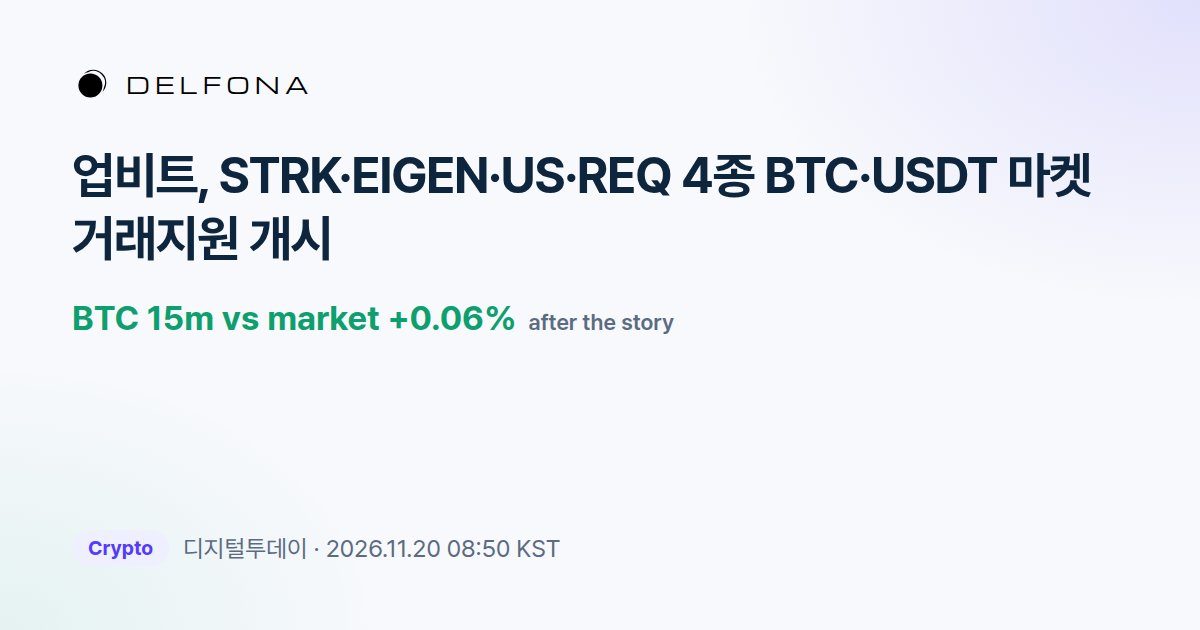 DELFONA
업비트, STRK·EIGEN·US·REQ 4종 BTC·USDT 마켓
거래지원 개시
BTC 15m vs market +0.06% after the story
Crypto 디지털투데이 · 2026.11.20 08:50 KST